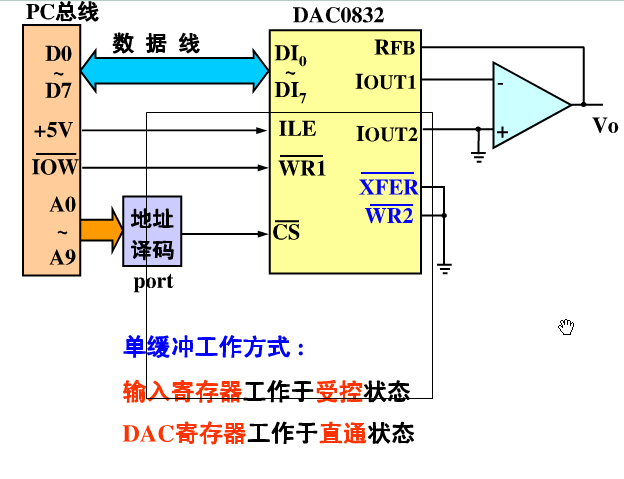 PC总线
DAC0832
数 据 线
D0
~
D7
DI0
~
DI7
RFB
IOUT1
-
+5V
ILE
IOUT2
+
Vo
IOW
WR1
XFER
A0
~
A9
地址
译码
WR2
CS
port
单缓冲工作方式：
输入寄存器工作于受控状态
DAC寄存器工作于直通状态